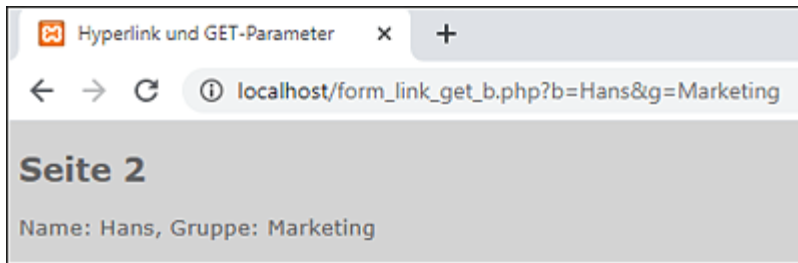 Hyperlink und GET-Parameter
localhost/form_link_get_b.php?b=Hans&g=Marketing
Seite 2
Name: Hans, Gruppe: Marketing